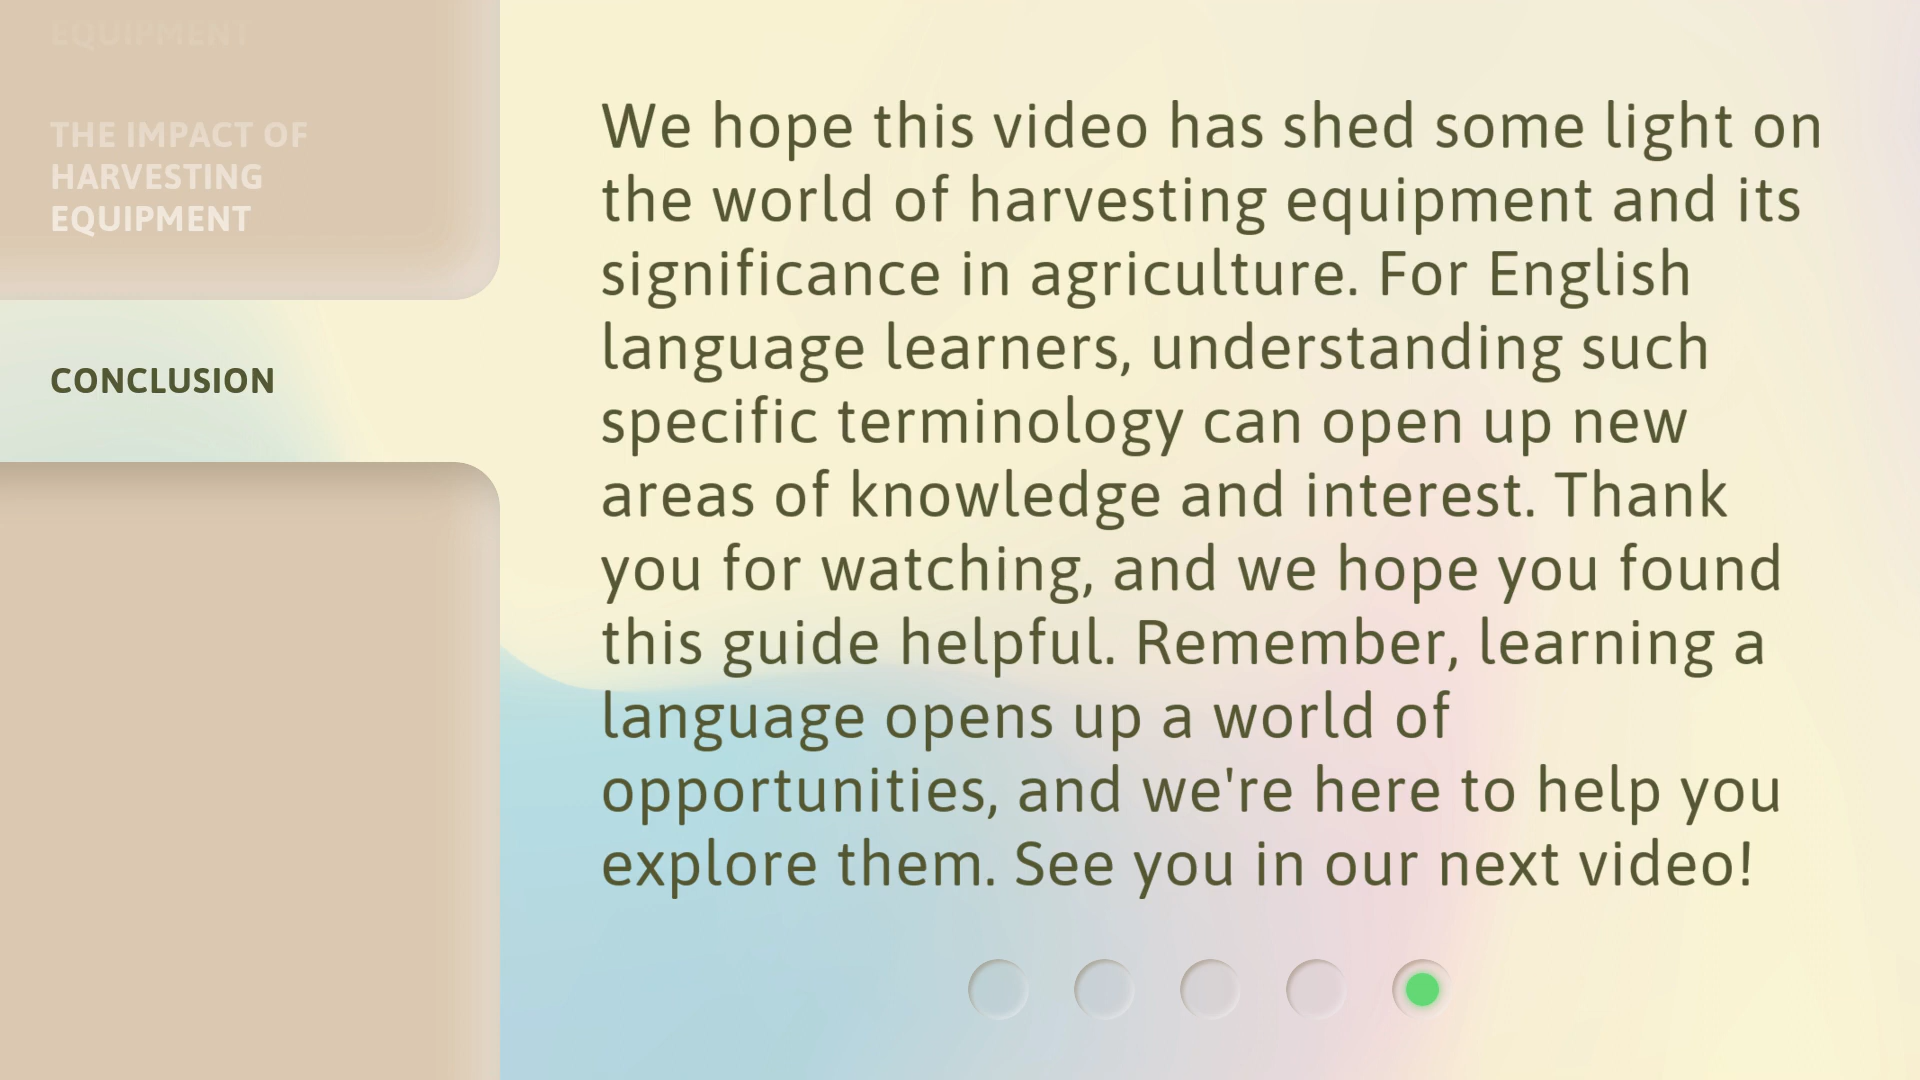 EQUIPMENT
THE IMPACT OF
HARVESTING
EQUIPMENT
CONCLUSION
We hope this video has shed some light on
the world of harvesting equipment and its
significance in agriculture. For English
language learners, understanding such
specific terminology can open up new
areas of knowledge and interest. Thank
you for watching, and we hope you found
this guide helpful. Remember, learning a
language opens up a world of
opportunities, and we're here to help you
explore them. See you in our next video!